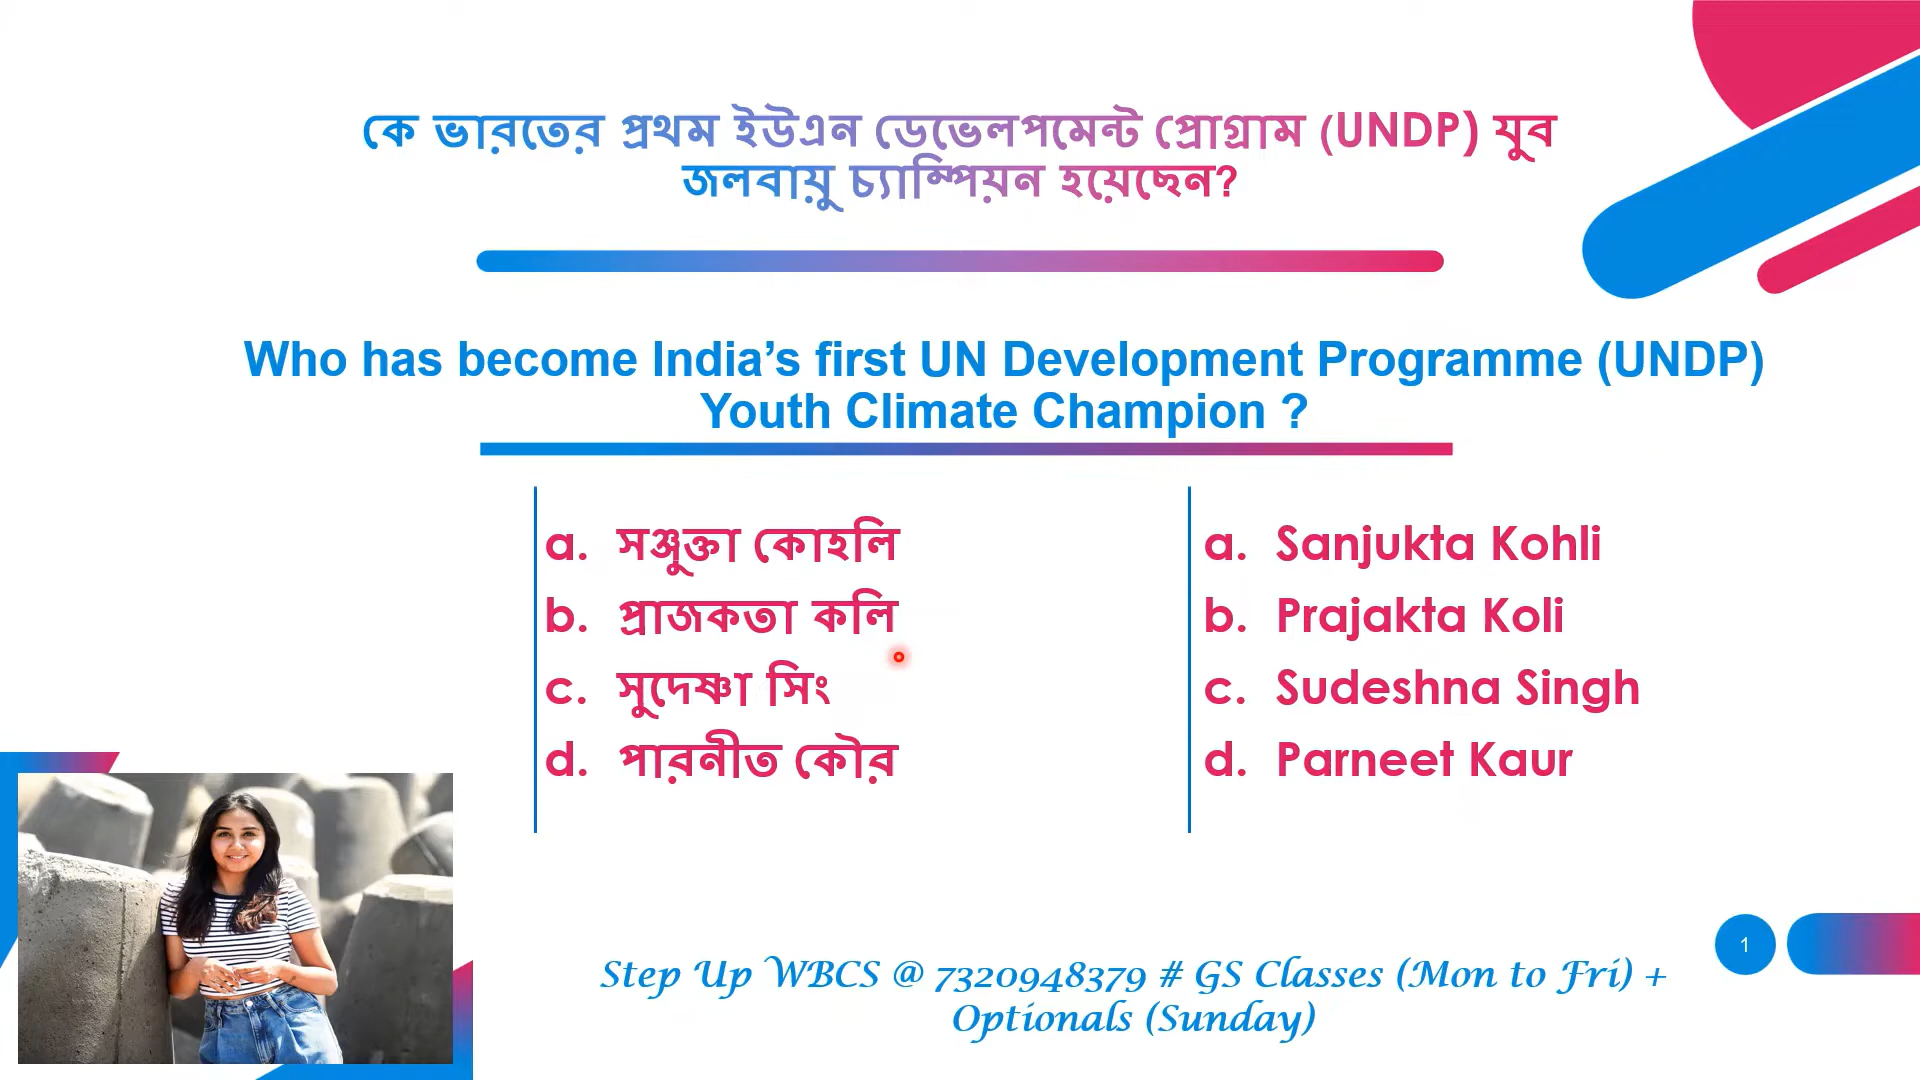 কে ভারতের প্রথম ইউএন ডেভেলপমেন্ট প্রোগ্রাম (UNDP) যুব
জলবায়ু চ্যাম্পিয়ন হয়েছেন?
Who has become India’s first UN Development Programme (UNDP)
Youth Climate Champion ?
a. সঞ্জুক্তা কোহলি
b. প্রাজকতা কলি
c. সুদেষ্ণা সিং
d. পারনীত কৌর
a. Sanjukta Kohli
b. Prajakta Koli
c. Sudeshna Singh
d. Parneet Kaur
1
Step Up WBCS @ 7320948379 # GS Classes (Mon to Fri) +
Optionals (Sunday)